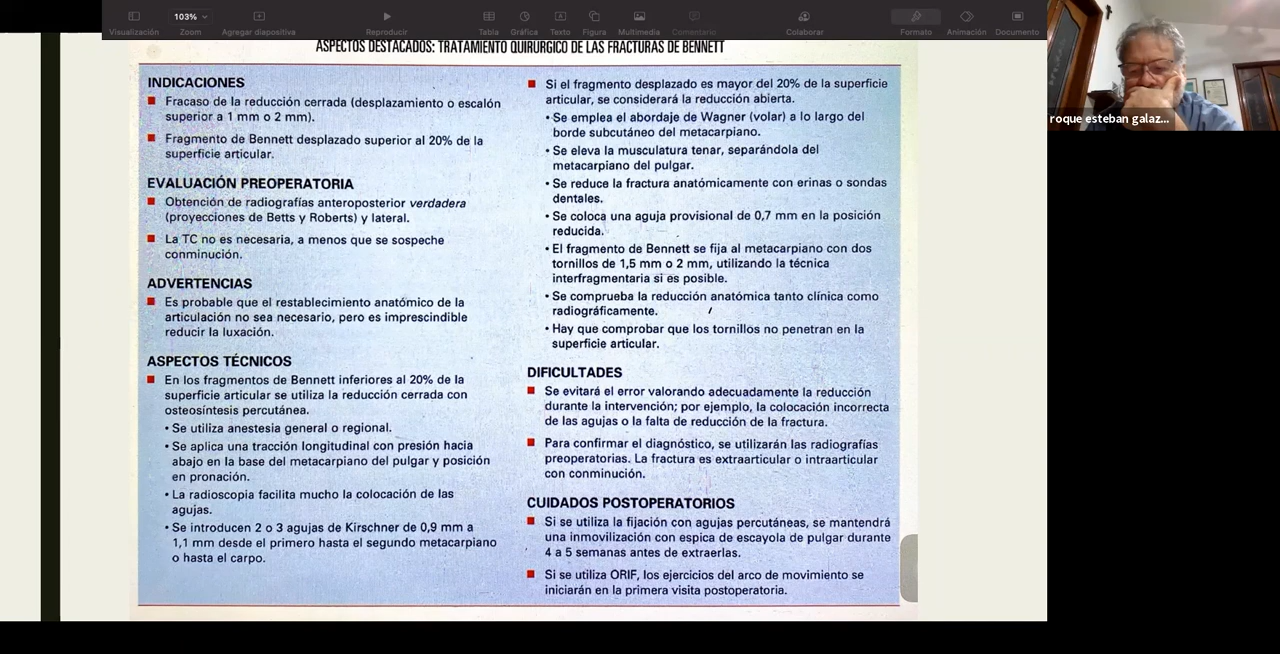 103%
Visualización
Zoom
Agregar diapositiva
Reproducir
Tabla
Gráfica
Texto
Figura
Multimedia
Comentario
Colaborar
Formato
Animación
Documento
roque esteban galaz...
ASPECTOS DESTACADOS: TRATAMIENTO QUIRURGICO DE LAS FRACTURAS DE BENNETT
INDICACIONES
Fracaso de la reducción cerrada (desplazamiento o escalón
superior a 1 mm o 2 mm).
Fragmento de Bennett desplazado superior al 20% de la
superficie articular.
EVALUACIÓN PREOPERATORIA
Obtención de radiografías anteroposterior verdadera
(proyecciones de Betts y Roberts) y lateral.
La TC no es necesaria, a menos que se sospeche
conminución.
ADVERTENCIAS
Es probable que el restablecimiento anatómico de la
articulación no sea necesario, pero es imprescindible
reducir la luxación.
ASPECTOS TÉCNICOS
En los fragmentos de Bennett inferiores al 20% de la
superficie articular se utiliza la reducción cerrada con
osteosíntesis percutánea.
• Se utiliza anestesia general o regional.
• Se aplica una tracción longitudinal con presión hacia
abajo en la base del metacarpiano del pulgar y posición
en pronación.
• La radioscopia facilita mucho la colocación de las
agujas.
• Se introducen 2 o 3 agujas de Kirschner de 0,9 mm a
1,1 mm desde el primero hasta el segundo metacarpiano
o hasta el carpo.
Si el fragmento desplazado es mayor del 20% de la superficie
articular, se considerará la reducción abierta.
• Se emplea el abordaje de Wagner (volar) a lo largo del
borde subcutáneo del metacarpiano.
• Se eleva la musculatura tenar, separándola del
metacarpiano del pulgar.
• Se reduce la fractura anatómicamente con erinas o sondas
dentales.
• Se coloca una aguja provisional de 0,7 mm en la posición
reducida.
• El fragmento de Bennett se fija al metacarpiano con dos
tornillos de 1,5 mm o 2 mm, utilizando la técnica
interfragmentaria si es posible.
• Se comprueba la reducción anatómica tanto clínica como
radiográficamente.
• Hay que comprobar que los tornillos no penetran en la
superficie articular.
DIFICULTADES
Se evitará el error valorando adecuadamente la reducción
durante la intervención; por ejemplo, la colocación incorrecta
de las agujas o la falta de reducción de la fractura.
Para confirmar el diagnóstico, se utilizarán las radiografías
preoperatorias. La fractura es extraarticular o intraarticular
con conminución.
CUIDADOS POSTOPERATORIOS
Si se utiliza la fijación con agujas percutáneas, se mantendrá
una inmovilización con espica de escayola de pulgar durante
4 a 5 semanas antes de extraerlas.
Si se utiliza ORIF, los ejercicios del arco de movimiento se
iniciarán en la primera visita postoperatoria.